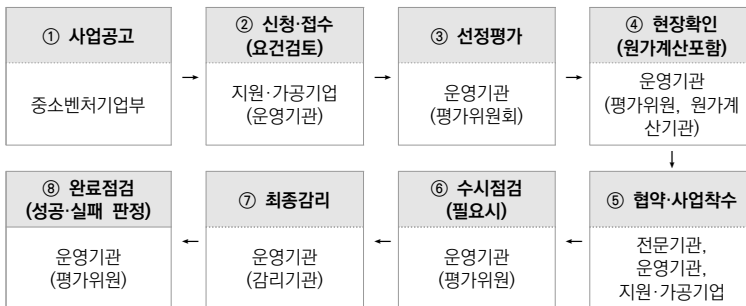 ① 사업공고
중소벤처기업부
② 신청·접수
(요건검토)
지원·가공기업
(운영기관)
③ 선정평가
운영기관
(평가위원회)
④ 현장확인
(원가계산포함)
운영기관
(평가위원, 원가계
산기관)
⑤ 협약·사업착수
전문기관,
운영기관,
지원·가공기업
⑥ 수시점검
(필요시)
운영기관
(평가위원)
⑦ 최종감리
운영기관
(감리기관)
⑧ 완료점검
(성공·실패 판정)
운영기관
(평가위원)